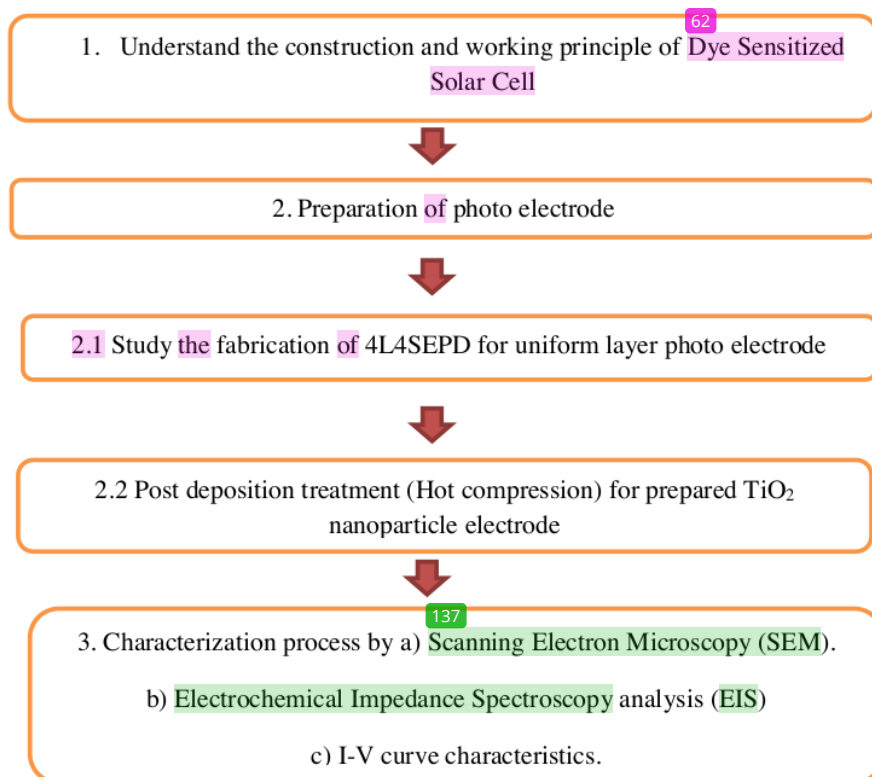 62
1. Understand the construction and working principle of Dye Sensitized
Solar Cell
2. Preparation of photo electrode
2.1 Study the fabrication of 4L4SEPD for uniform layer photo electrode
2.2 Post deposition treatment (Hot compression) for prepared TiO₂
nanoparticle electrode
137
3. Characterization process by a) Scanning Electron Microscopy (SEM).
b) Electrochemical Impedance Spectroscopy analysis (EIS)
c) I-V curve characteristics.